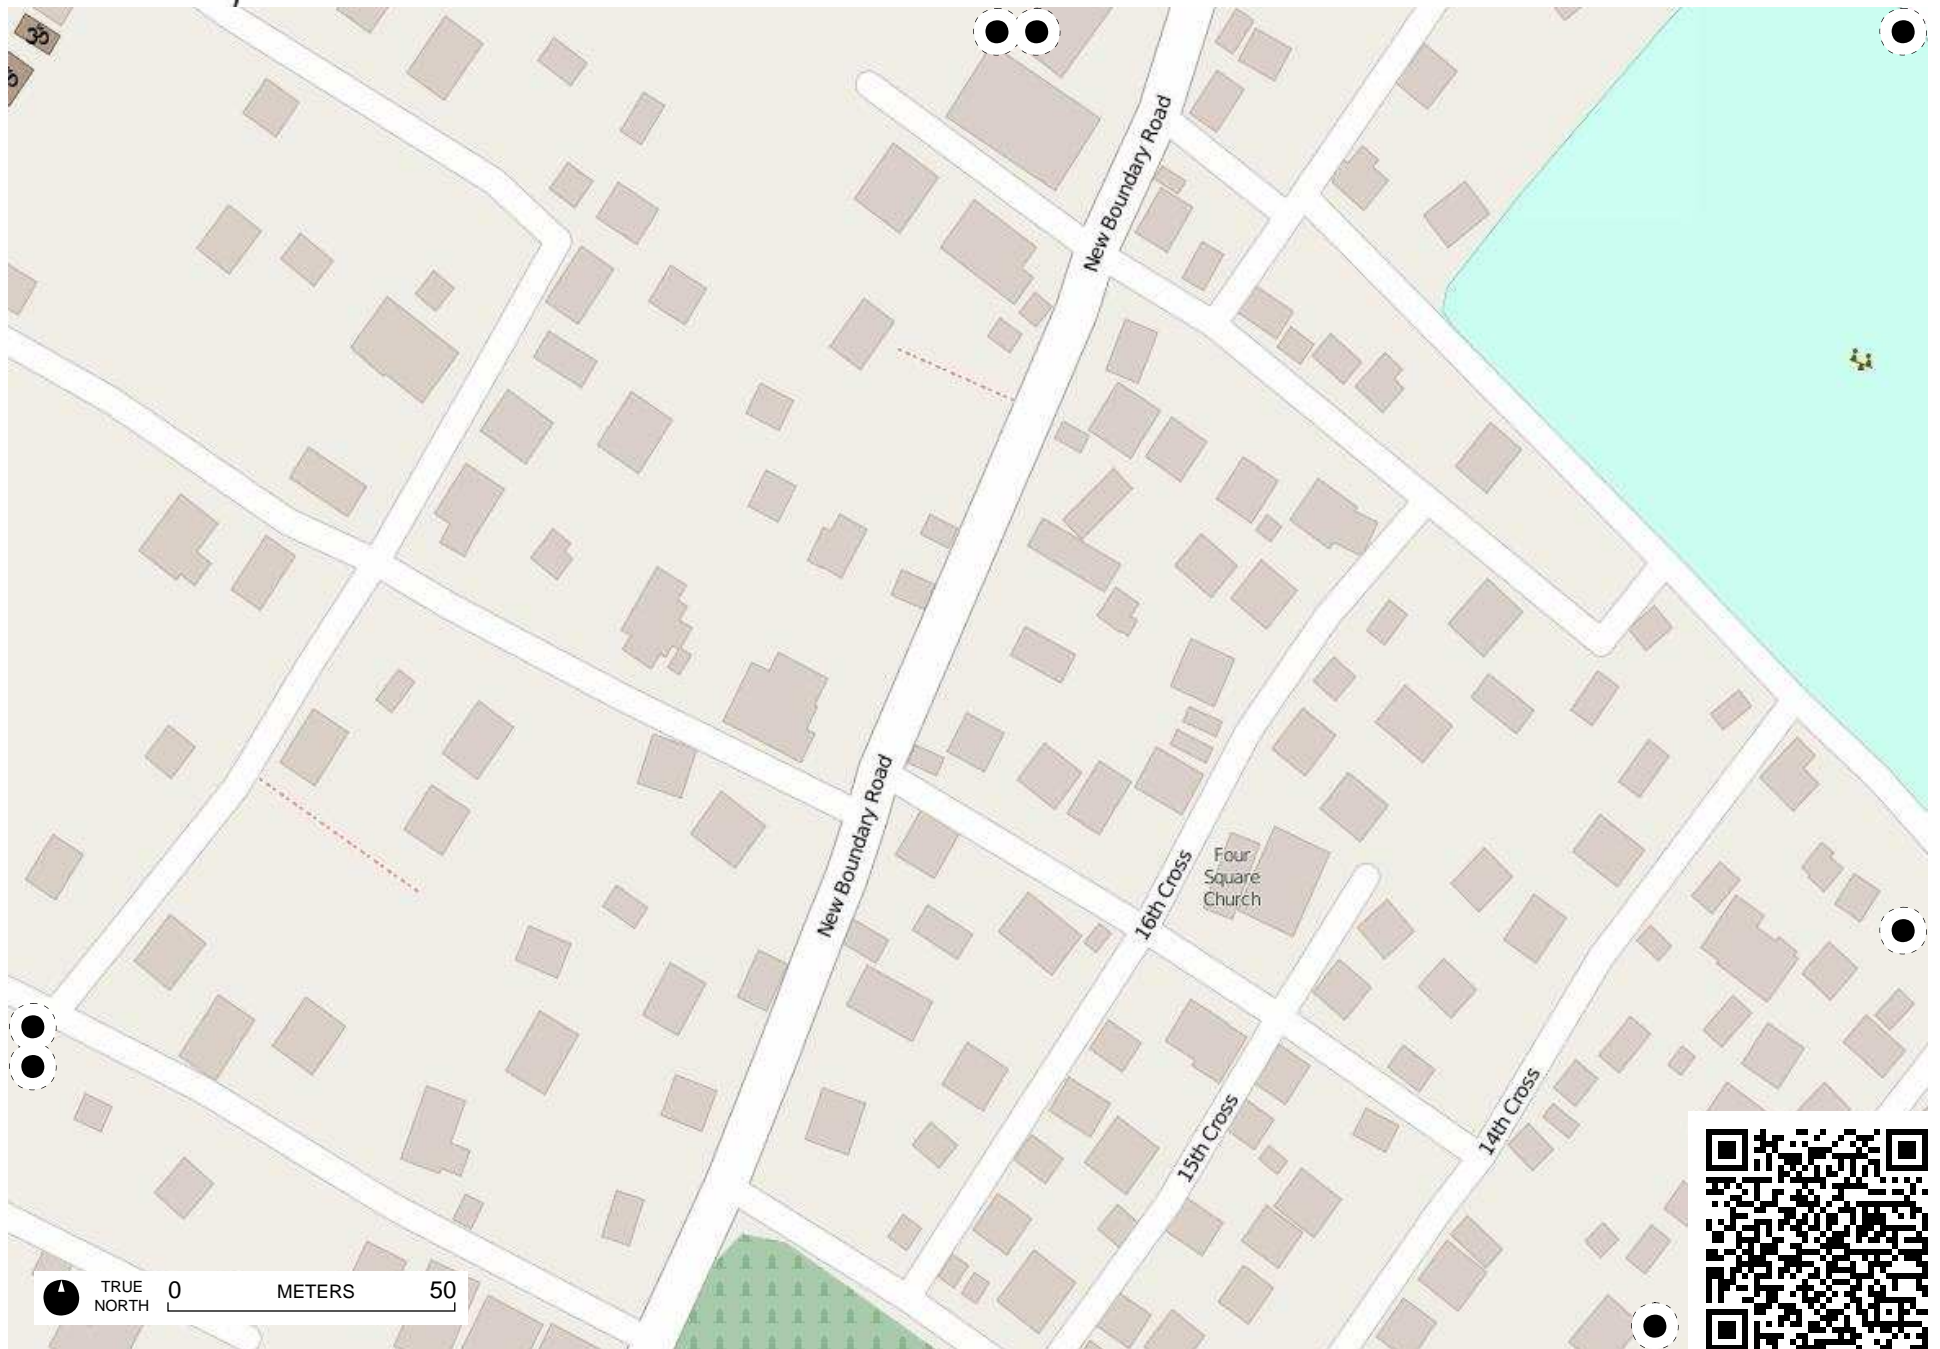 New Boundary Road
New Boundary Road
Four
Square
Church
16th Cross
15th Cross
14th Cross
TRUE
NORTH
0 METERS 50